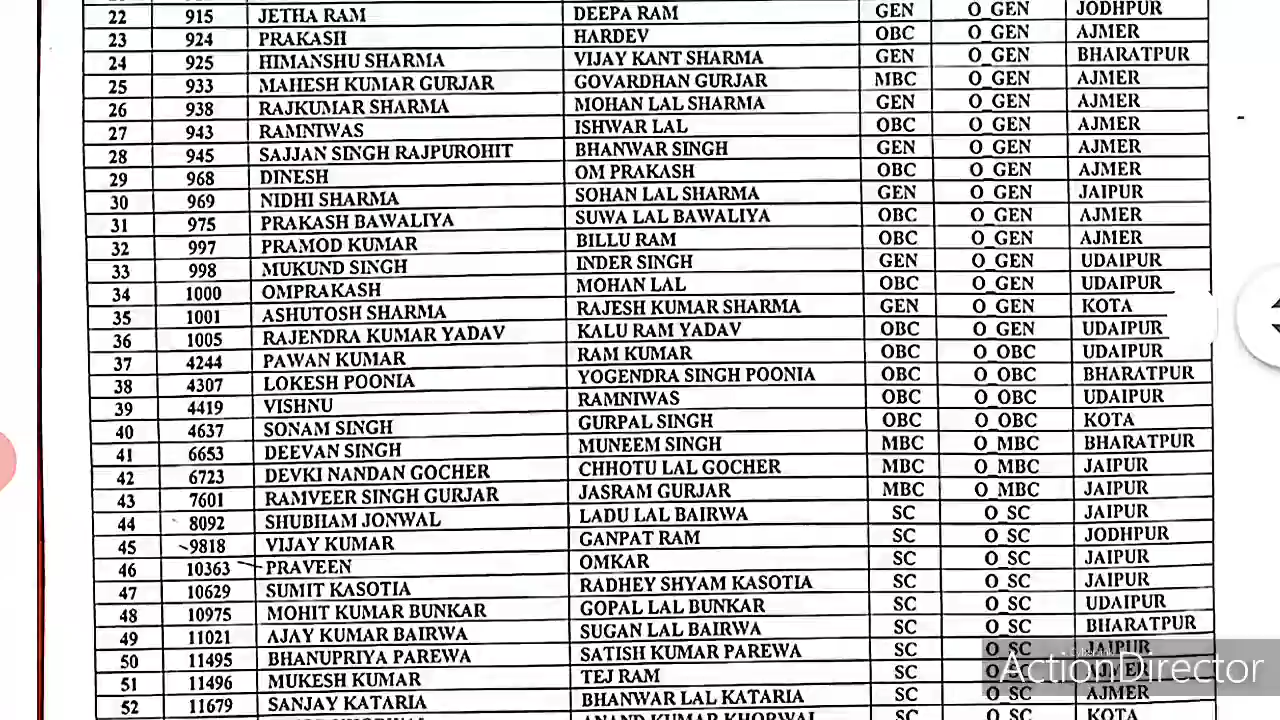 22 915 JETHA RAM DEEPA RAM GEN O_GEN JODHPUR
23 924 PRAKASH HARDEV OBC O_GEN AJMER
24 925 HIMANSHU SHARMA VIJAY KANT SHARMA GEN O_GEN BHARATPUR
25 933 MAHESH KUMAR GURJAR GOVARDHAN GURJAR MBC O_GEN AJMER
26 938 RAJKUMAR SHARMA MOHAN LAL SHARMA GEN O_GEN AJMER
27 943 RAMNIWAS ISHWAR LAL OBC O_GEN AJMER
28 945 SAJJAN SINGH RAJPUROHIT BHANWAR SINGH GEN O_GEN AJMER
29 968 DINESH OM PRAKASH OBC O_GEN AJMER
30 969 NIDHI SHARMA SOHAN LAL SHARMA GEN O_GEN JAIPUR
31 975 PRAKASH BAWALIYA SUWA LAL BAWALIYA OBC O_GEN AJMER
32 997 PRAMOD KUMAR BILLU RAM OBC O_GEN AJMER
33 998 MUKUND SINGH INDER SINGH GEN O_GEN UDAIPUR
34 1000 OMPRAKASH MOHAN LAL OBC O_GEN UDAIPUR
35 1001 ASHUTOSH SHARMA RAJESH KUMAR SHARMA GEN O_GEN KOTA
36 1005 RAJENDRA KUMAR YADAV KALU RAM YADAV OBC O_GEN UDAIPUR
37 4244 PAWAN KUMAR RAM KUMAR OBC O_OBC UDAIPUR
38 4307 LOKESH POONIA YOGENDRA SINGH POONIA OBC O_OBC BHARATPUR
39 4419 VISHNU RAMNIWAS OBC O_OBC UDAIPUR
40 4637 SONAM SINGH GURPAL SINGH OBC O_OBC KOTA
41 6653 DEEVAN SINGH MUNEEM SINGH MBC O_MBC BHARATPUR
42 6723 DEVKI NANDAN GOCHER CHHOTU LAL GOCHER MBC O_MBC JAIPUR
43 7601 RAMVEER SINGH GURJAR JASRAM GURJAR MBC O_MBC JAIPUR
44 8092 SHUBHAM JONWAL LADU LAL BAIRWA SC O_SC JAIPUR
45 9818 VIJAY KUMAR GANPAT RAM SC O_SC JODHPUR
46 10363 PRAVEEN OMKAR SC O_SC JAIPUR
47 10629 SUMIT KASOTIA RADHEY SHYAM KASOTIA SC O_SC JAIPUR
48 10975 MOHIT KUMAR BUNKAR GOPAL LAL BUNKAR SC O_SC UDAIPUR
49 11021 AJAY KUMAR BAIRWA SUGAN LAL BAIRWA SC O_SC BHARATPUR
50 11495 BHANUPRIYA PAREWA SATISH KUMAR PAREWA SC O_SC JAIPUR
51 11496 MUKESH KUMAR TEJ RAM SC O_SC AJMER
52 11679 SANJAY KATARIA BHANWAR LAL KATARIA SC O_SC AJMER
ANAND KUMAR KHORWAL SC O_SC KOTA
ActionDirector